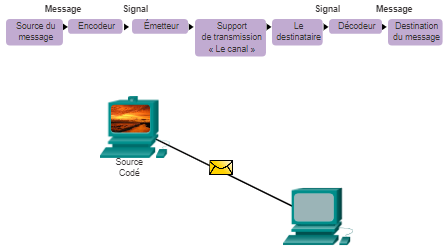 Message Signal Signal Message
Source du
message
Encodeur
Émetteur
Support
de transmission
« Le canal »
Le
destinataire
Décodeur
Destination
du message
Source
Codé